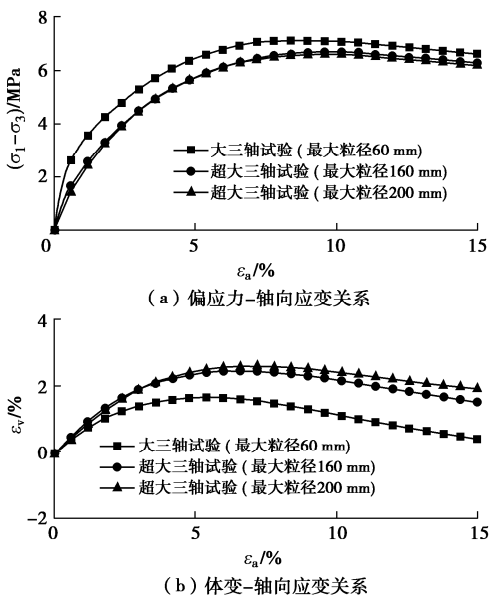 8
6
4
2
0
(σ₁–σ₃)/MPa
大三轴试验 ( 最大粒径60 mm)
超大三轴试验 ( 最大粒径160 mm)
超大三轴试验 ( 最大粒径200 mm)
5 10 15
εₐ/%
( a ) 偏应力–轴向应变关系
4
2
0
–2
εᵥ/%
大三轴试验 ( 最大粒径60 mm)
超大三轴试验 ( 最大粒径160 mm)
超大三轴试验 ( 最大粒径200 mm)
0 5 10 15
εₐ/%
( b ) 体变–轴向应变关系